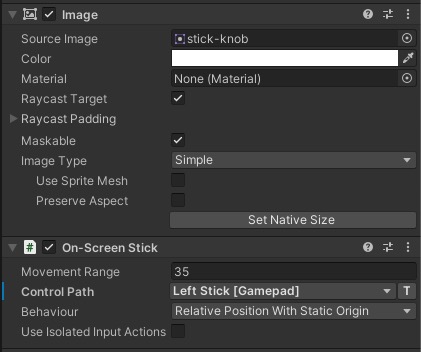 Image
Source Image stick-knob
Color
Material None (Material)
Raycast Target
Raycast Padding
Maskable
Image Type Simple
Use Sprite Mesh
Preserve Aspect
Set Native Size
# On-Screen Stick
Movement Range 35
Control Path Left Stick [Gamepad] T
Behaviour Relative Position With Static Origin
Use Isolated Input Actions